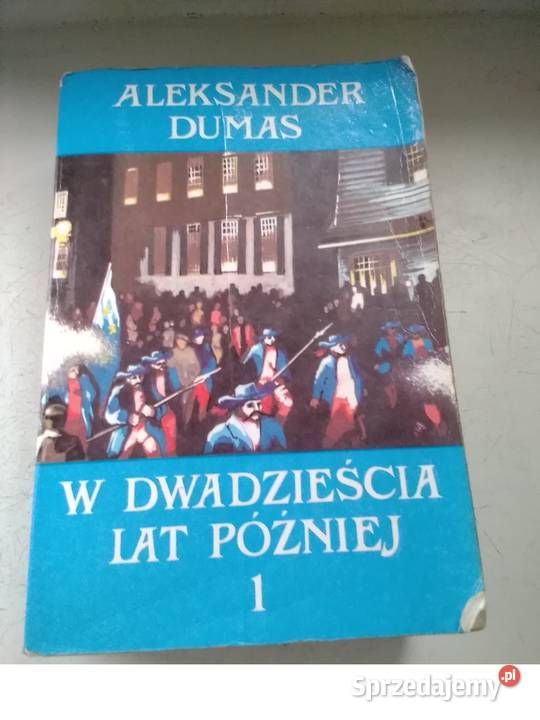 ALEKSANDER
DUMAS
W DWADZIEŚCIA
LAT PÓŹNIEJ
1
Sprzedajemy.pl